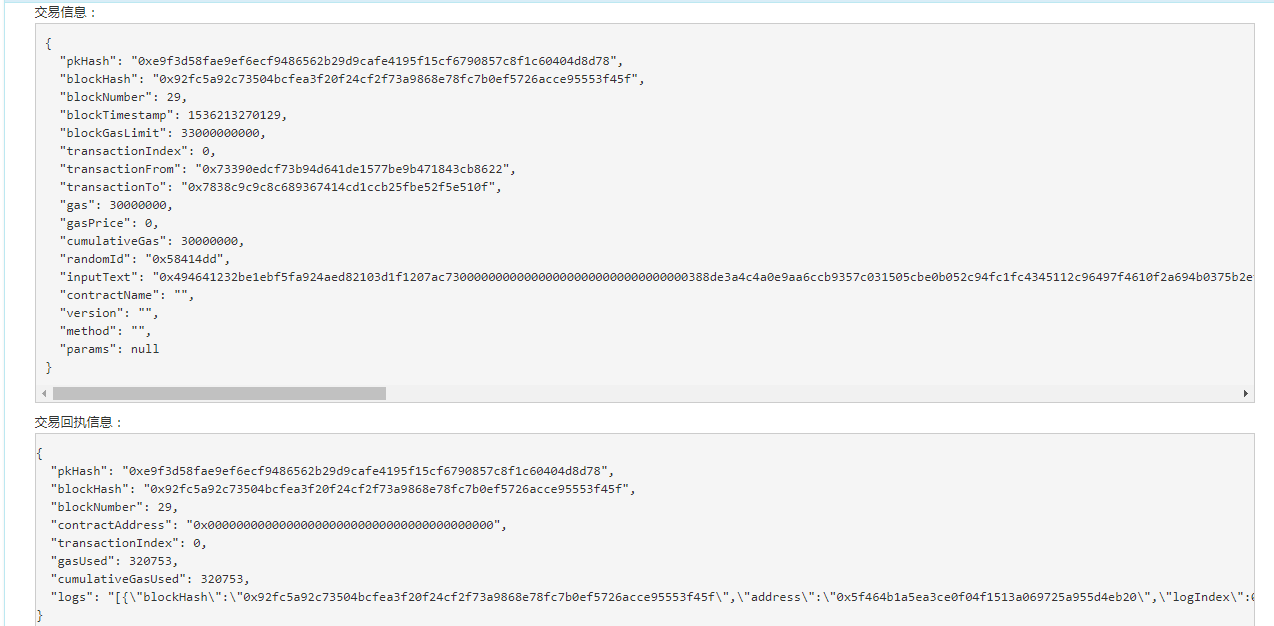 交易信息：
{
"pkHash": "0xe9f3d58fae9ef6ecf9486562b29d9cafe4195f15cf6790857c8f1c60404d8d78",
"blockHash": "0x92fc5a92c73504bcfea3f20f24cf2f73a9868e78fc7b0ef5726acce95553f45f",
"blockNumber": 29,
"blockTimestamp": 1536213270129,
"blockGasLimit": 33000000000,
"transactionIndex": 0,
"transactionFrom": "0x73390edcf73b94d641de1577be9b471843cb8622",
"transactionTo": "0x7838c9c9c8c689367414cd1ccb25fbe52f5e510f",
"gas": 30000000,
"gasPrice": 0,
"cumulativeGas": 30000000,
"randomId": "0x58414dd",
"inputText": "0x494641232be1ebf5fa924aed82103d1f1207ac7300000000000000000000000000000000388de3a4c4a0e9aa6ccb9357c031505cbe0b052c94fc1fc4345112c96497f4610f2a694b0375b2e
"contractName": "",
"version": "",
"method": "",
"params": null
}
交易回执信息：
{
"pkHash": "0xe9f3d58fae9ef6ecf9486562b29d9cafe4195f15cf6790857c8f1c60404d8d78",
"blockHash": "0x92fc5a92c73504bcfea3f20f24cf2f73a9868e78fc7b0ef5726acce95553f45f",
"blockNumber": 29,
"contractAddress": "0x0000000000000000000000000000000000000000",
"transactionIndex": 0,
"gasUsed": 320753,
"cumulativeGasUsed": 320753,
"logs": "[{\"blockHash\":\"0x92fc5a92c73504bcfea3f20f24cf2f73a9868e78fc7b0ef5726acce95553f45f\",\"address\":\"0x5f464b1a5ea3ce0f04f1513a069725a955d4eb20\",\"logIndex\":
}